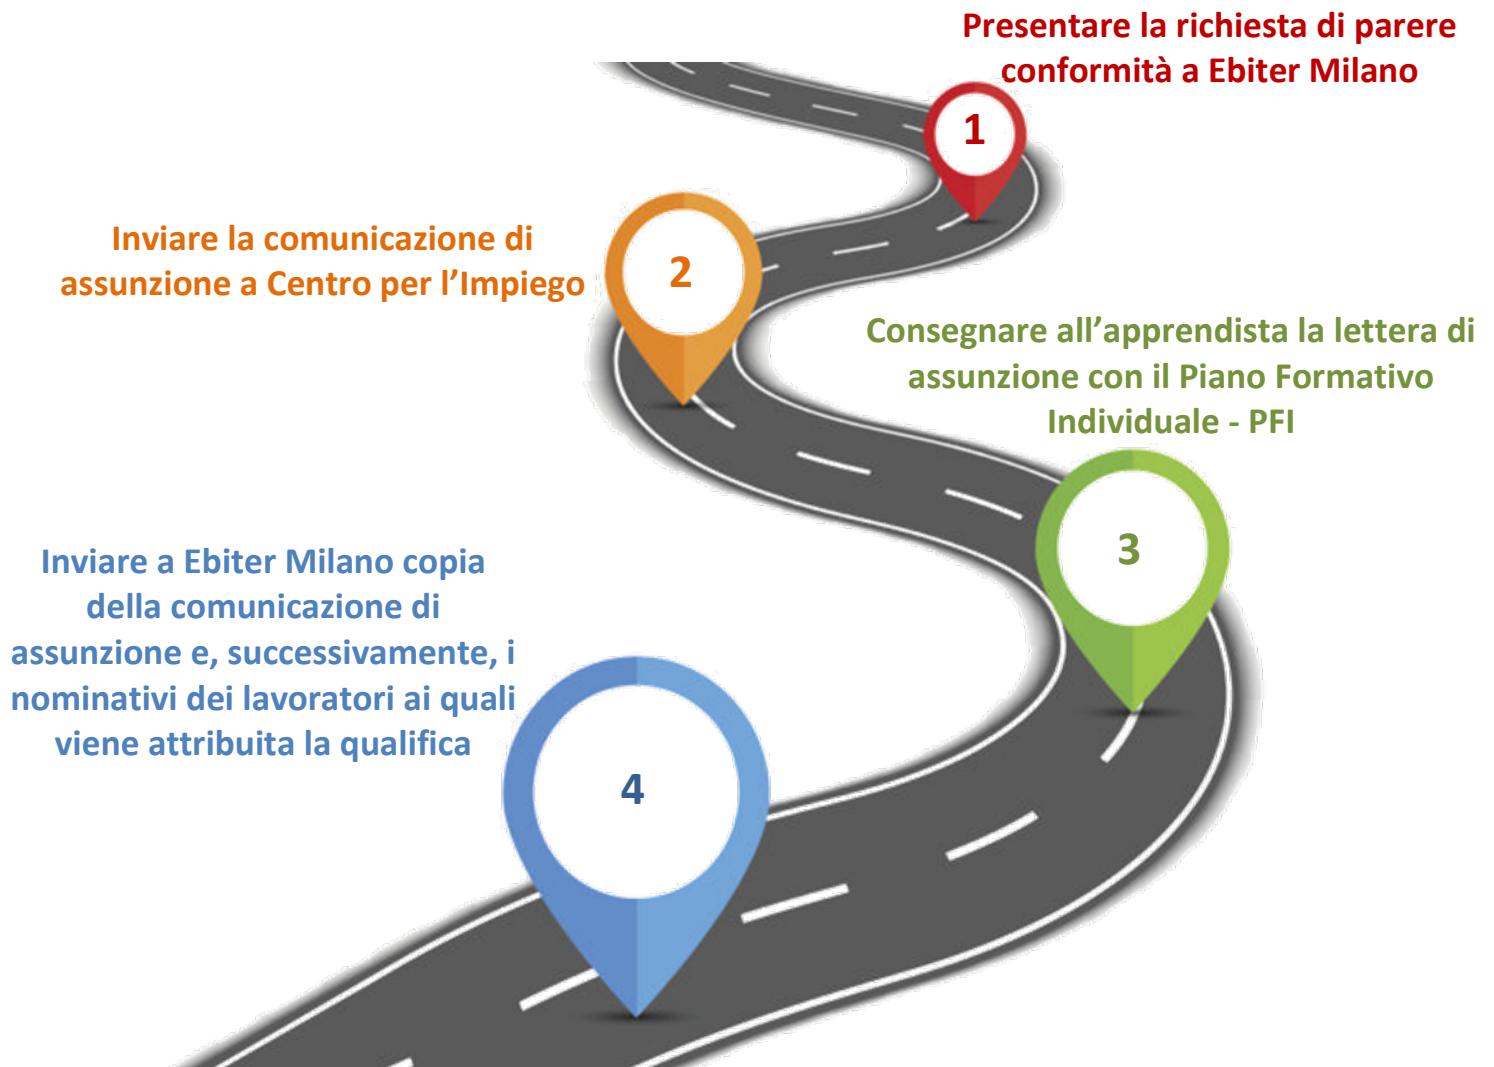 Presentare la richiesta di parere
conformità a Ebiter Milano
1
Inviare la comunicazione di
assunzione a Centro per l’Impiego
2
Consegnare all’apprendista la lettera di
assunzione con il Piano Formativo
Individuale - PFI
3
Inviare a Ebiter Milano copia
della comunicazione di
assunzione e, successivamente, i
nominativi dei lavoratori ai quali
viene attribuita la qualifica
4